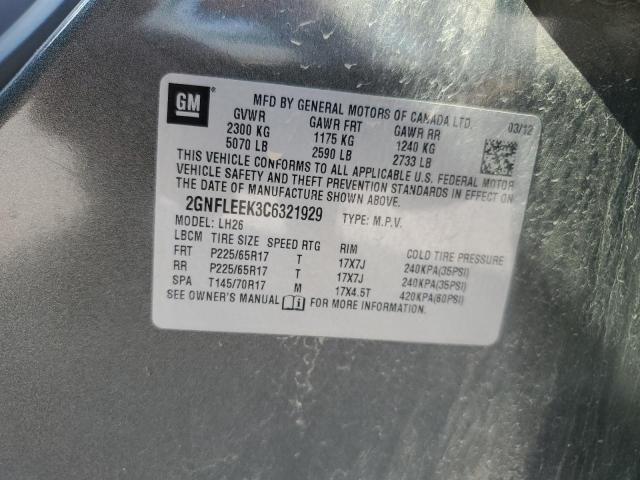 GM
MFD BY GENERAL MOTORS OF CANADA LTD.
03/12
GVWR GAWR FRT GAWR RR
2300 KG 1175 KG 1240 KG
5070 LB 2590 LB 2733 LB
THIS VEHICLE CONFORMS TO ALL APPLICABLE U.S. FEDERAL MOTOR
VEHICLE SAFETY AND THEFT PREVENTION STANDARDS IN EFFECT ON
THE DATE OF MANUFACTURE SHOWN ABOVE.
2GNFLEEK3C6321929 TYPE: M.P.V.
MODEL: LH26
LBCM TIRE SIZE SPEED RTG RIM COLD TIRE PRESSURE
FRT P225/65R17 T 17X7J 240KPA(35PSI)
RR P225/65R17 T 17X7J 240KPA(35PSI)
SPA T145/70R17 M 17X4.5T 420KPA(60PSI)
SEE OWNER'S MANUAL i FOR MORE INFORMATION.